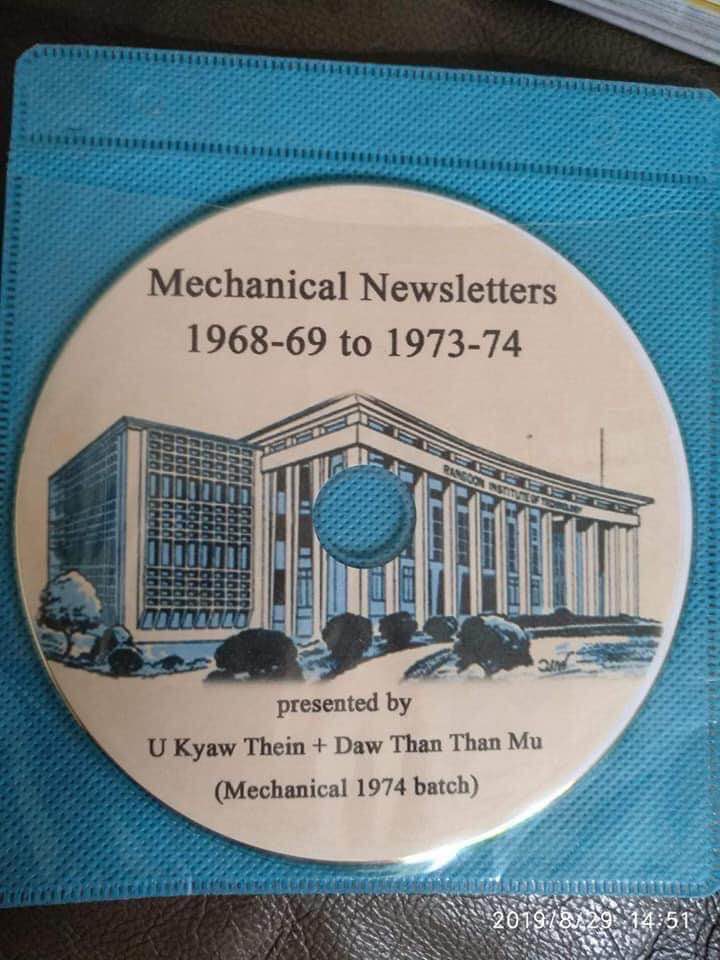 Mechanical Newsletters
1968-69 to 1973-74
RANGOON INSTITUTE OF TECHNOLOGY
presented by
U Kyaw Thein + Daw Than Than Mu
(Mechanical 1974 batch)
2019/8/29 14:51